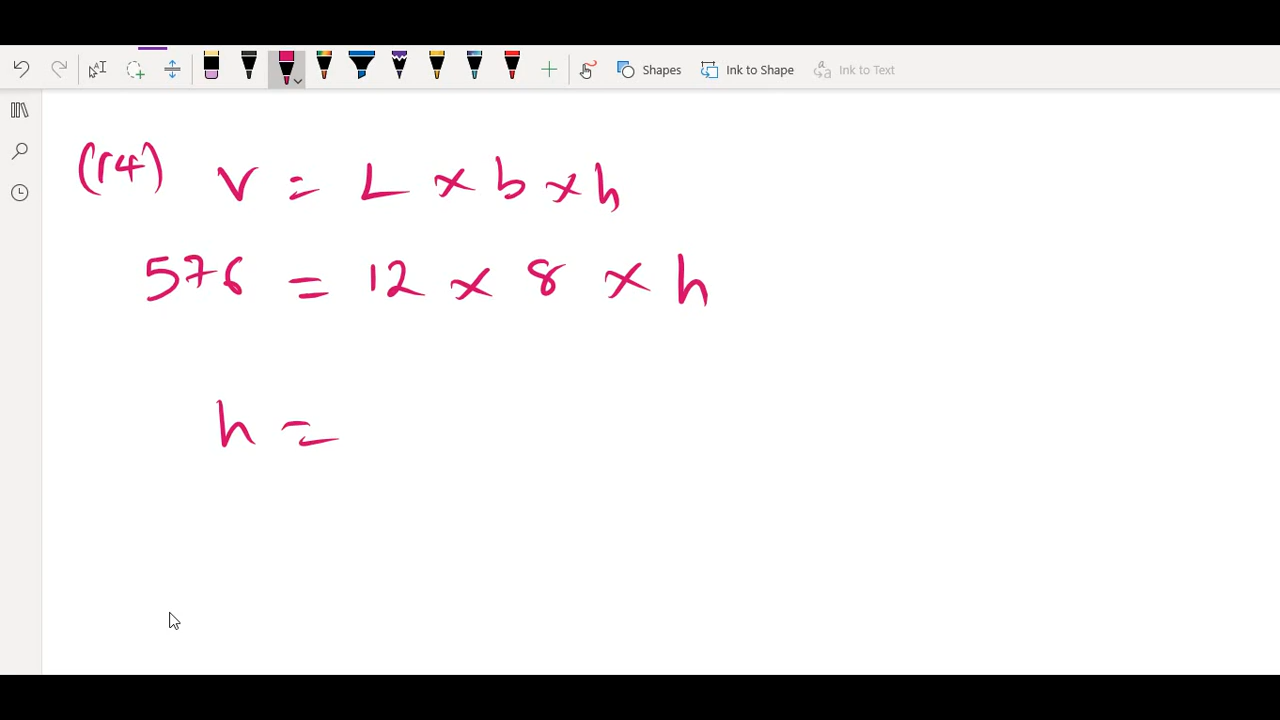 Shapes Ink to Shape Ink to Text
(14) V = L × b × h
576 = 12 × 8 × h
h =